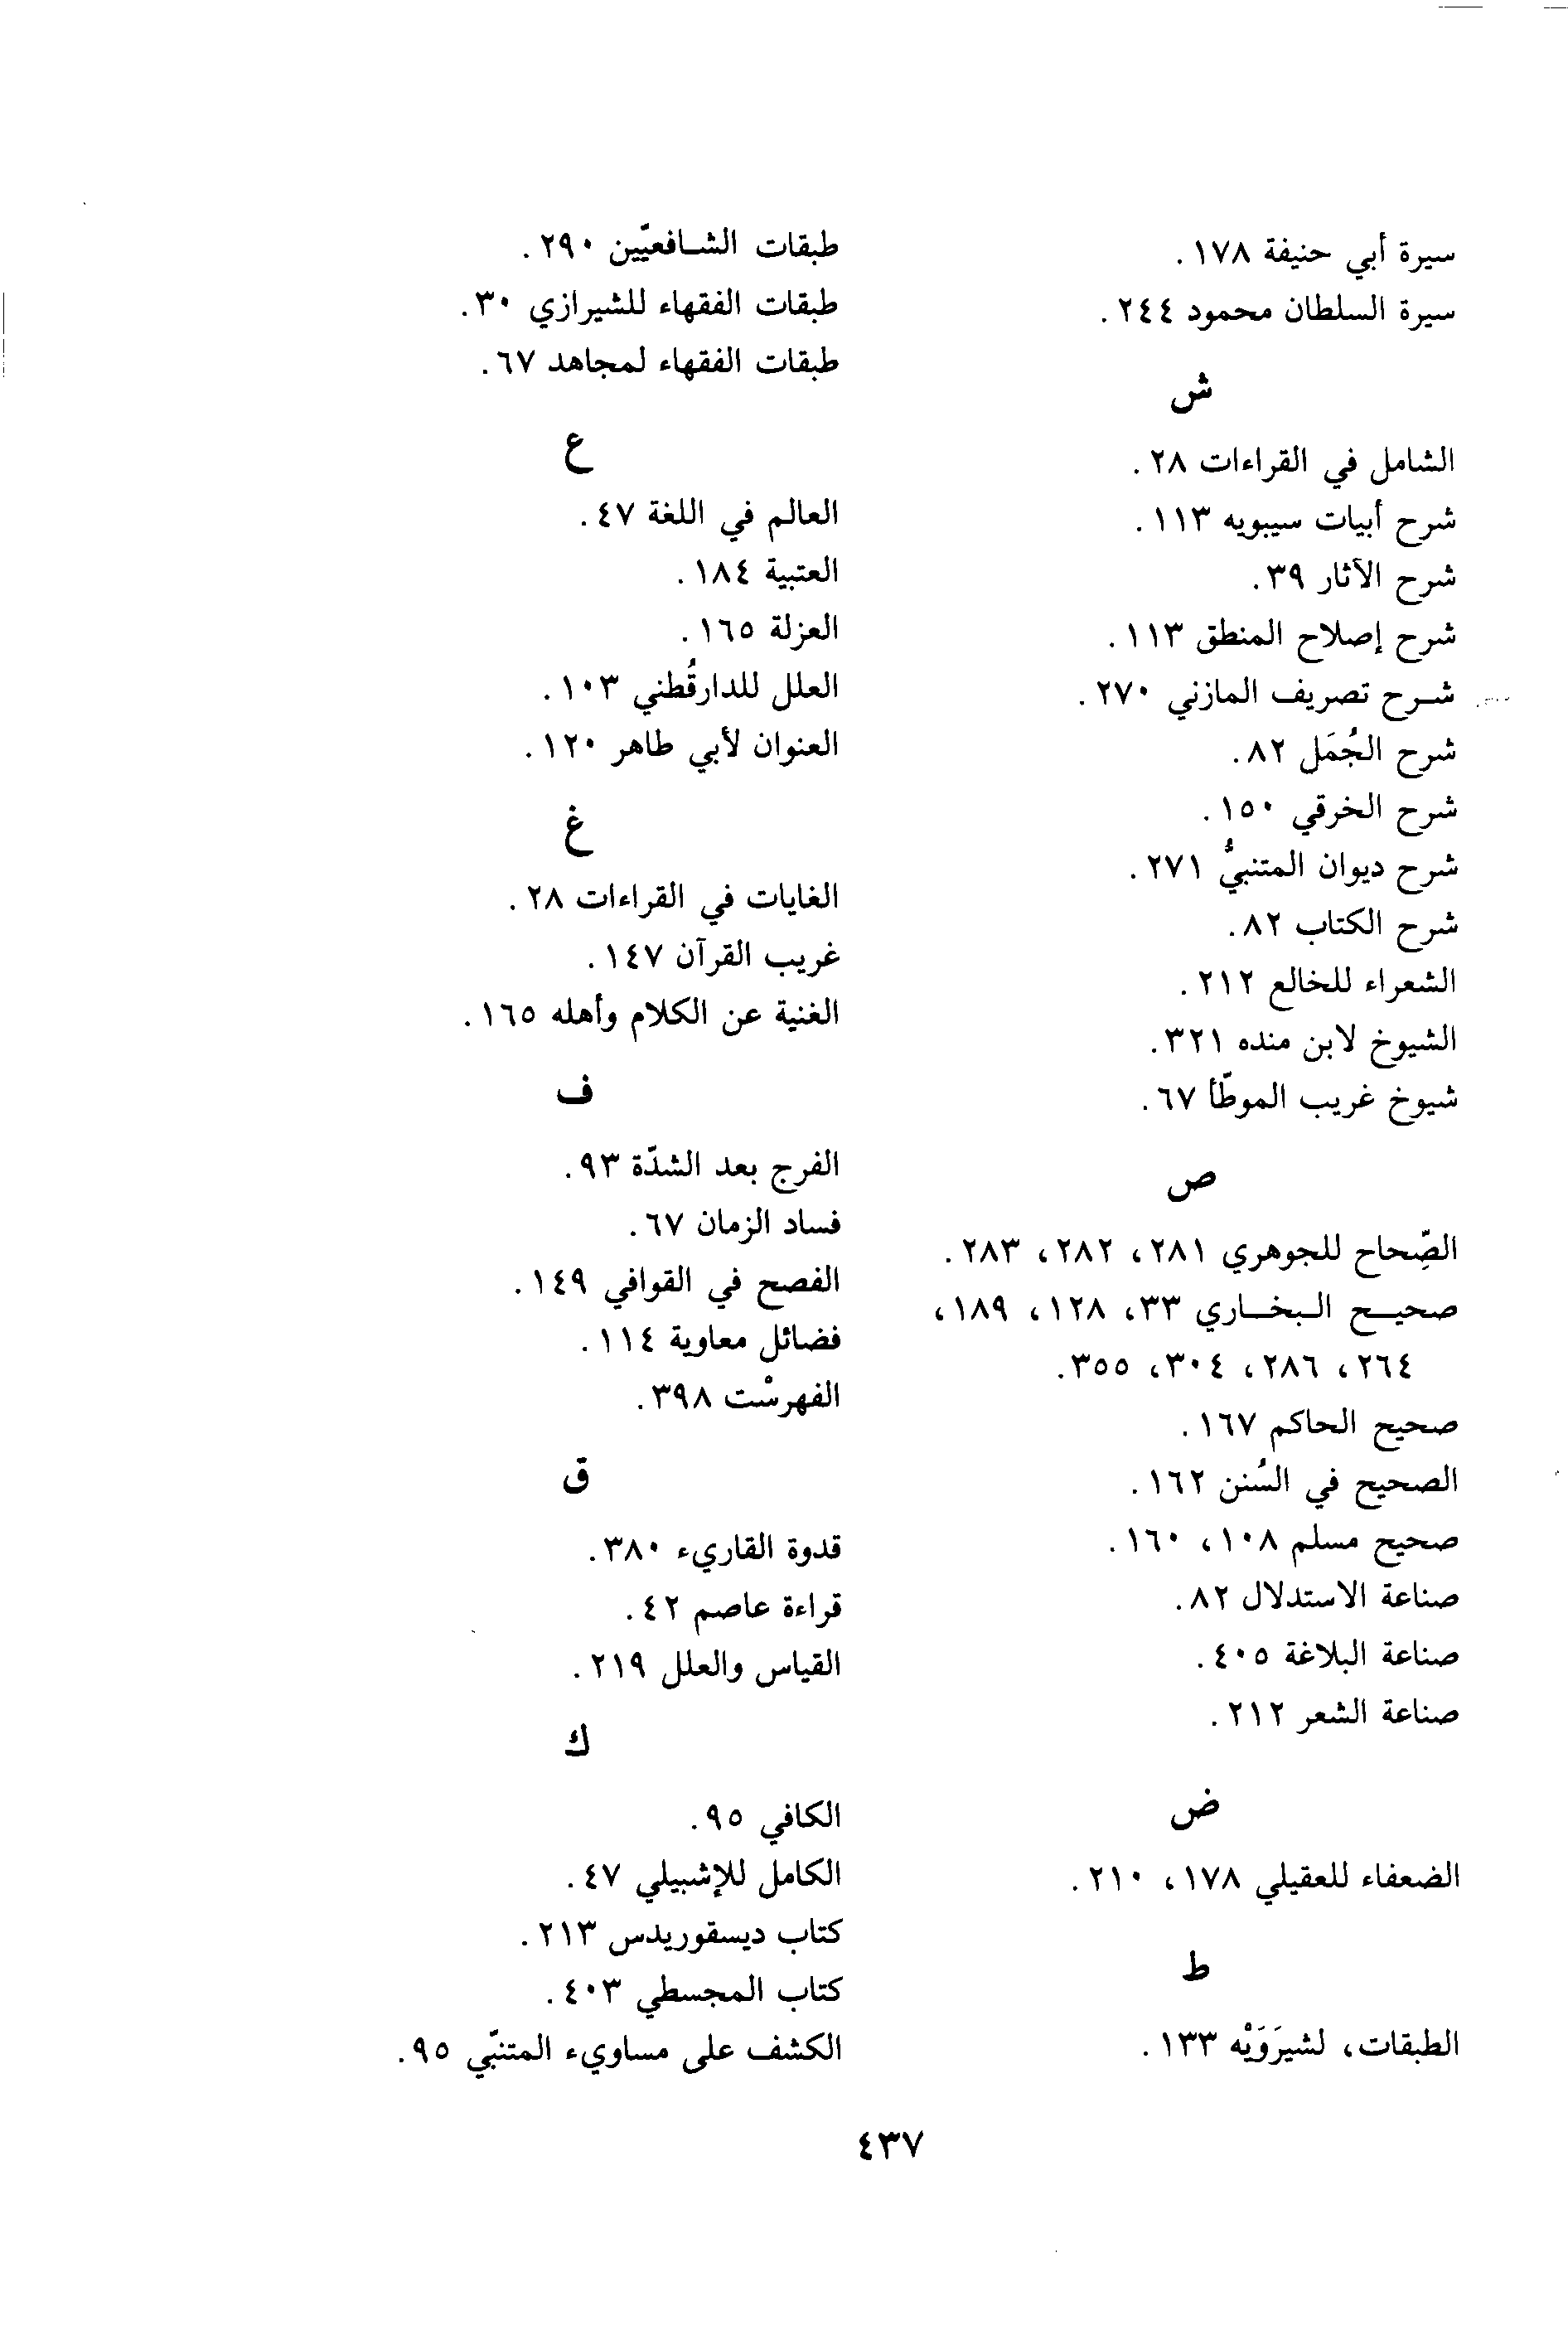 سيرة أبي حنيفة ١٧٨.
سيرة السلطان محمود ٢٤٤.
ش
الشامل في القراءات ٢٨.
شرح أبيات سيبويه ١١٣.
شرح الآثار ٣٩.
شرح إصلاح المنطق ١١٣.
شـرح تصريف المازني ٢٧٠.
شرح الجُمَل ٨٢.
شرح الخرقي ١٥٠.
شرح ديوان المتنبيُّ ٢٧١.
شرح الكتاب ٨٢.
الشعراء للخالع ٢١٢.
الشيوخ لابن منده ٣٢١.
شيوخ غريب الموطّأ ٦٧.
ص
الصِّحاح للجوهري ٢٨١، ٢٨٢، ٢٨٣.
صحيـح الـبخـاري ٣٣، ١٢٨، ١٨٩،
٢٦٤، ٢٨٦، ٣٠٤، ٣٥٥.
صحيح الحاكم ١٦٧.
الصحيح في السُنن ١٦٢.
صحيح مسلم ١٠٨، ١٦٠.
صناعة الاستدلال ٨٢.
صناعة البلاغة ٤٠٥.
صناعة الشعر ٢١٢.
ض
الضعفاء للعقيلي ١٧٨، ٢١٠.
ط
الطبقات، لشيرَوَيْه ١٣٣.
طبقات الشـافعيّين ٢٩٠.
طبقات الفقهاء للشيرازي ٣٠.
طبقات الفقهاء لمجاهد ٦٧.
ع
العالم في اللغة ٤٧.
العتبية ١٨٤.
العزلة ١٦٥.
العلل للدارقُطني ١٠٣.
العنوان لأبي طاهر ١٢٠.
غ
الغايات في القراءات ٢٨.
غريب القرآن ١٤٧.
الغنية عن الكلام وأهله ١٦٥.
ف
الفرج بعد الشدّة ٩٣.
فساد الزمان ٦٧.
الفصح في القوافي ١٤٩.
فضائل معاوية ١١٤.
الفهرسْت ٣٩٨.
ق
قدوة القاريء ٣٨٠.
قراءة عاصم ٤٢.
القياس والعلل ٢١٩.
ك
الكافي ٩٥.
الكامل للإشبيلي ٤٧.
كتاب ديسقوريدس ٢١٣.
كتاب المجسطي ٤٠٣.
الكشف على مساويء المتنبّي ٩٥.
٤٣٧